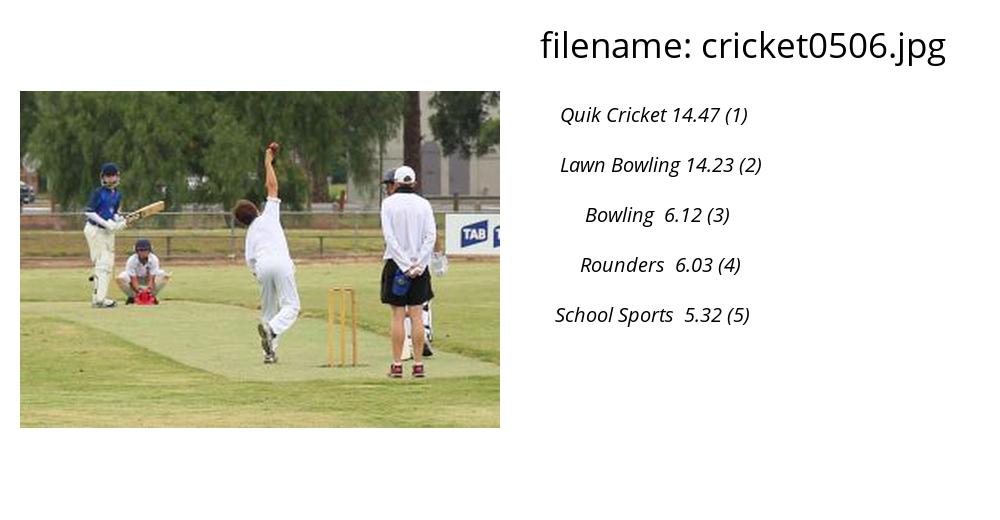 filename: cricket0506.jpg
Quik Cricket 14.47 (1)
Lawn Bowling 14.23 (2)
Bowling 6.12 (3)
Rounders 6.03 (4)
School Sports 5.32 (5)
TAB
T